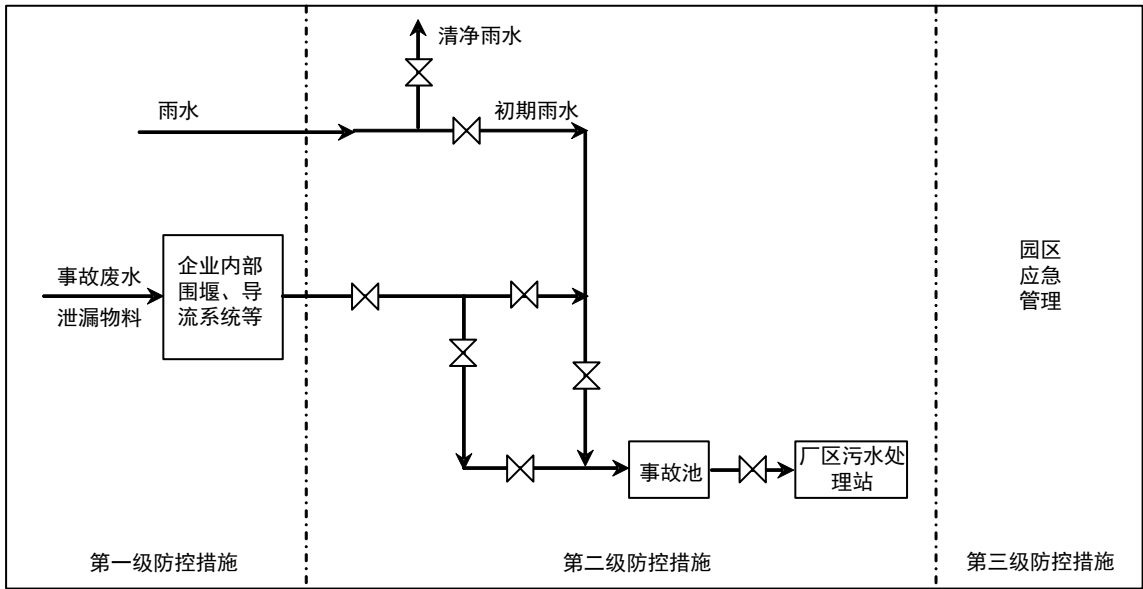 清净雨水
雨水
初期雨水
事故废水
泄漏物料
企业内部
围堰、导
流系统等
园区
应急
管理
事故池
厂区污水处
理站
第一级防控措施
第二级防控措施
第三级防控措施